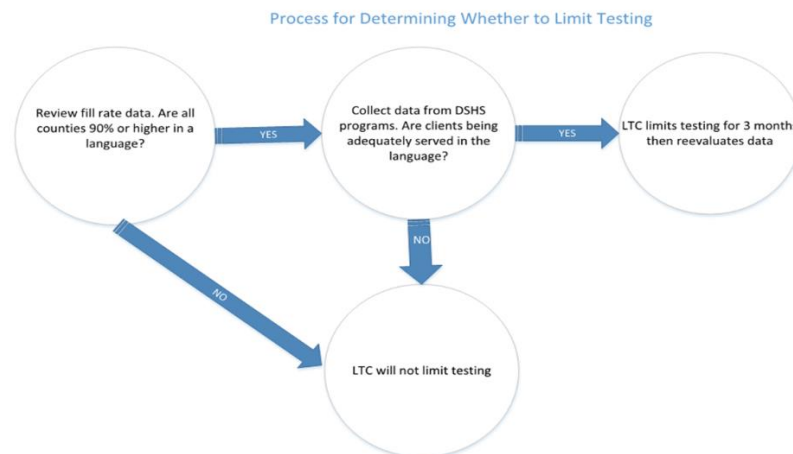 Process for Determining Whether to Limit Testing
Review fill rate data. Are all
counties 90% or higher in a
language?
YES
Collect data from DSHS
programs. Are clients being
adequately served in the
language?
YES
LTC limits testing for 3 months
then reevaluates data
NO
NO
LTC will not limit testing